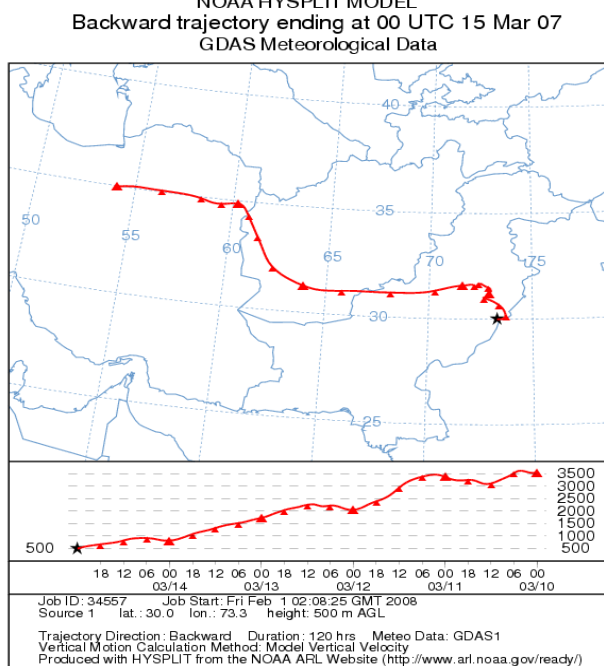 NOAA HYSPLIT MODEL
Backward trajectory ending at 00 UTC 15 Mar 07
GDAS Meteorological Data
40
35
50
55
60
65
70
75
30
25
3500
3000
2500
2000
1500
1000
500 500
18 12 06 00 18 12 06 00 18 12 06 00 18 12 06 00 18 12 06 00
03/14 03/13 03/12 03/11 03/10
Job ID: 34557 Job Start: Fri Feb 1 02:08:25 GMT 2008
Source 1 lat.: 30.0 lon.: 73.3 height: 500 m AGL
Trajectory Direction: Backward Duration: 120 hrs Meteo Data: GDAS1
Vertical Motion Calculation Method: Model Vertical Velocity
Produced with HYSPLIT from the NOAA ARL Website (http://www.arl.noaa.gov/ready/)